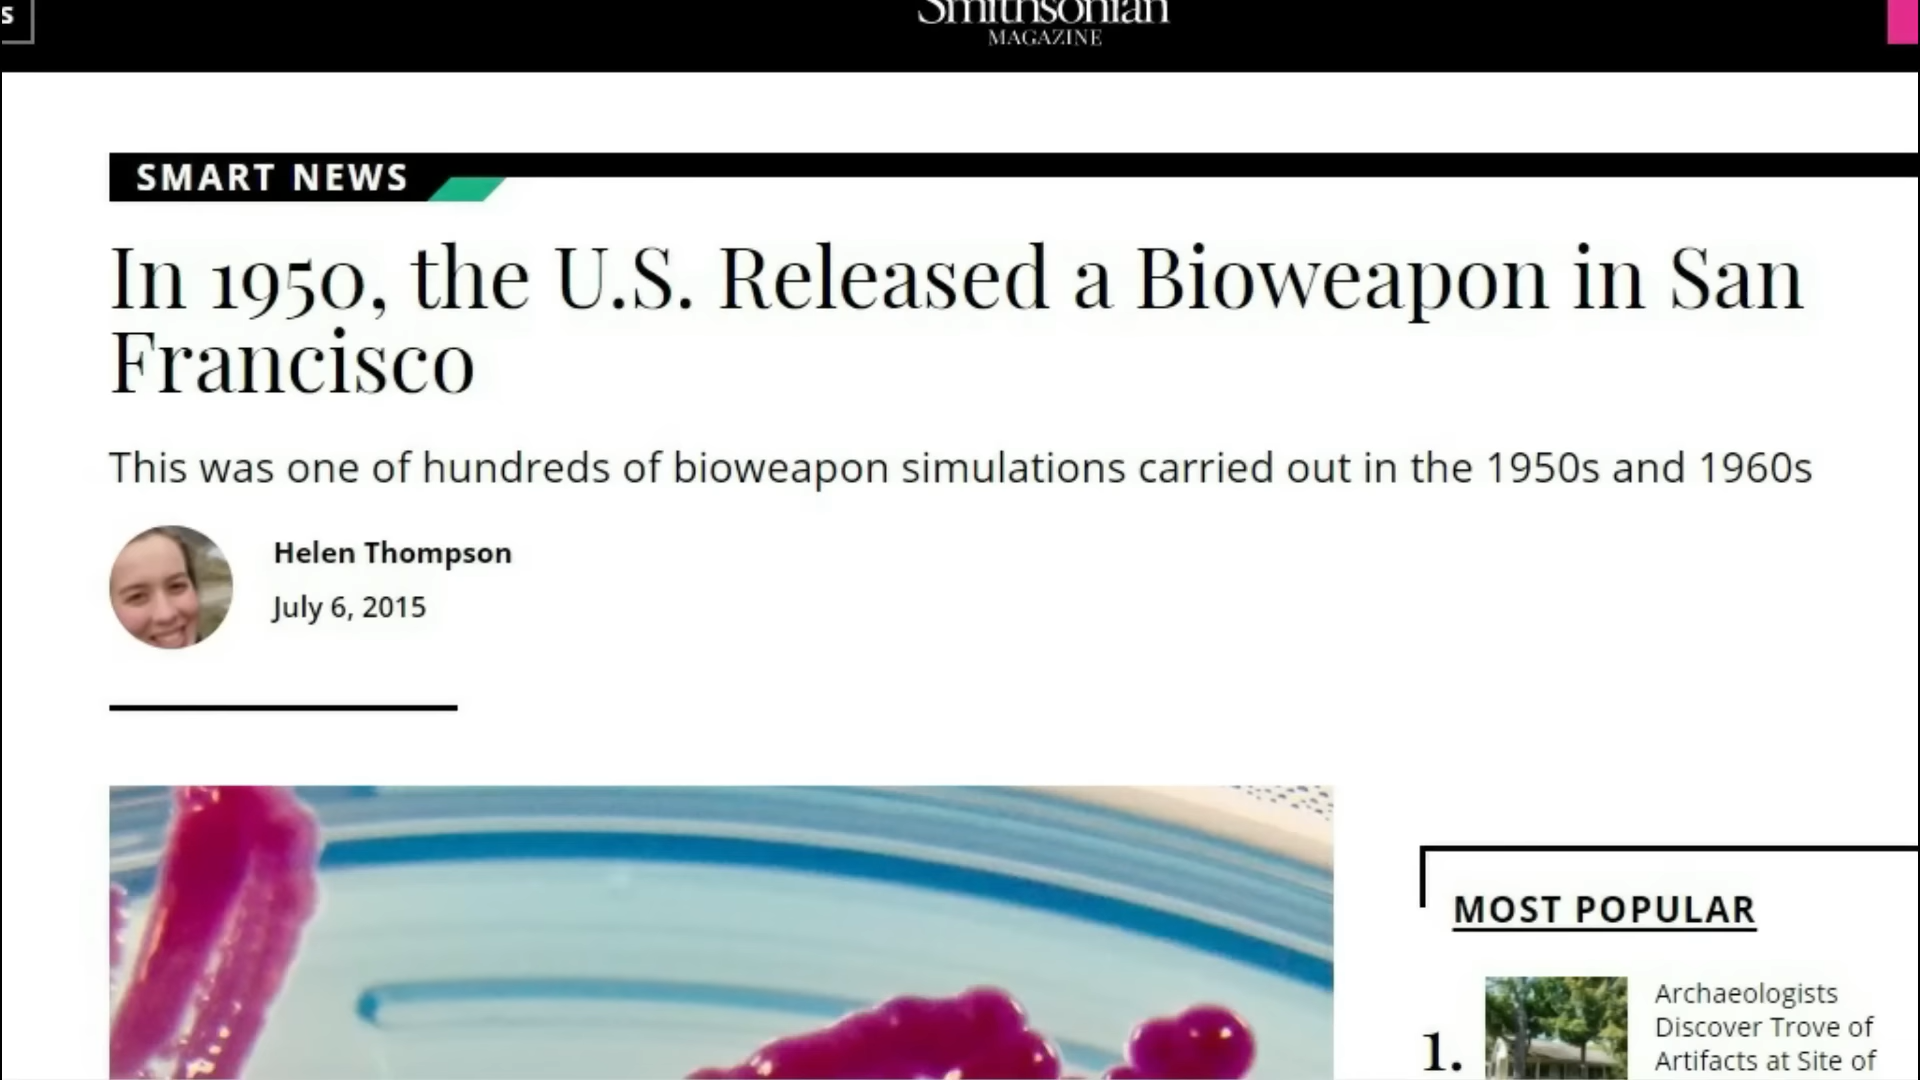 s
Smithsonian
MAGAZINE
SMART NEWS
In 1950, the U.S. Released a Bioweapon in San
Francisco
This was one of hundreds of bioweapon simulations carried out in the 1950s and 1960s
Helen Thompson
July 6, 2015
MOST POPULAR
1.
Archaeologists
Discover Trove of
Artifacts at Site of